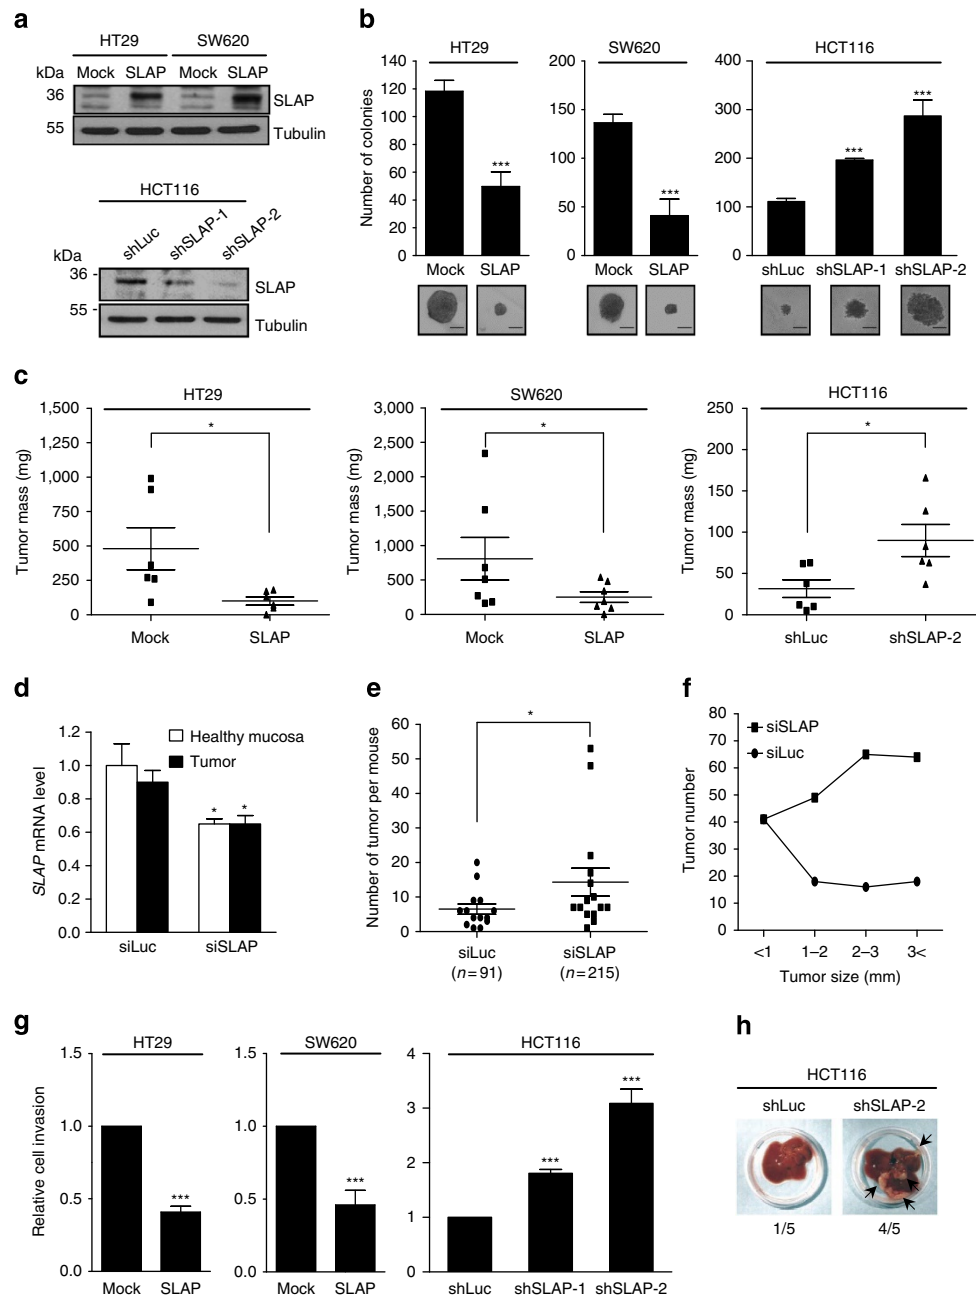 a
HT29 SW620
kDa Mock SLAP Mock SLAP
36 SLAP
55 Tubulin
HCT116
kDa shLuc shSLAP-1 shSLAP-2
36 - SLAP
55 - Tubulin
b
HT29
140
120
100
80
60
40
20
0
Number of colonies
***
Mock SLAP
SW620
200
150
100
50
0
***
Mock SLAP
HCT116
400
300
200
100
0
***
***
shLuc shSLAP-1 shSLAP-2
c
HT29
1,500
1,250
1,000
750
500
250
0
Tumor mass (mg)
*
Mock SLAP
SW620
3,000
2,500
2,000
1,500
1,000
500
0
Tumor mass (mg)
*
Mock SLAP
HCT116
250
200
150
100
50
0
Tumor mass (mg)
*
shLuc shSLAP-2
d
1.2
1.0
0.8
0.6
0.4
0.2
0.0
SLAP mRNA level
Healthy mucosa
Tumor
* *
siLuc siSLAP
e
60
50
40
30
20
10
0
Number of tumor per mouse
*
siLuc siSLAP
(n=91) (n=215)
f
80
70
60
50
40
30
20
10
0
Tumor number
siSLAP
siLuc
<1 1–2 2–3 3<
Tumor size (mm)
g
HT29
1.5
1.0
0.5
0.0
Relative cell invasion
***
Mock SLAP
SW620
1.5
1.0
0.5
0.0
***
Mock SLAP
HCT116
4
3
2
1
0
***
***
shLuc shSLAP-1 shSLAP-2
h
HCT116
shLuc shSLAP-2
1/5 4/5